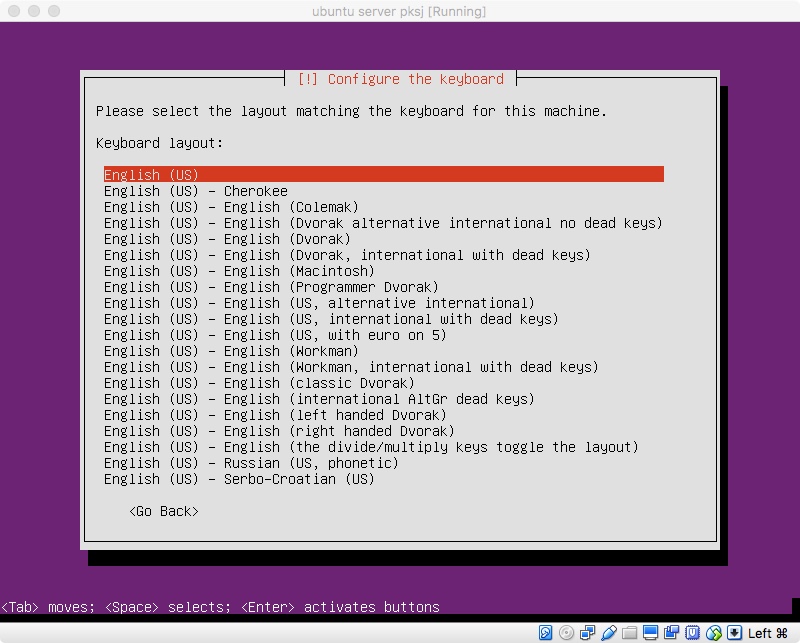 ubuntu server pksj [Running]
[!] Configure the keyboard
Please select the layout matching the keyboard for this machine.
Keyboard layout:
English (US)
English (US) - Cherokee
English (US) - English (Colemak)
English (US) - English (Dvorak alternative international no dead keys)
English (US) - English (Dvorak)
English (US) - English (Dvorak, international with dead keys)
English (US) - English (Macintosh)
English (US) - English (Programmer Dvorak)
English (US) - English (US, alternative international)
English (US) - English (US, international with dead keys)
English (US) - English (US, with euro on 5)
English (US) - English (Workman)
English (US) - English (Workman, international with dead keys)
English (US) - English (classic Dvorak)
English (US) - English (international AltGr dead keys)
English (US) - English (left handed Dvorak)
English (US) - English (right handed Dvorak)
English (US) - English (the divide/multiply keys toggle the layout)
English (US) - Russian (US, phonetic)
English (US) - Serbo-Croatian (US)
<Go Back>
<Tab> moves; <Space> selects; <Enter> activates buttons
Left ⌘